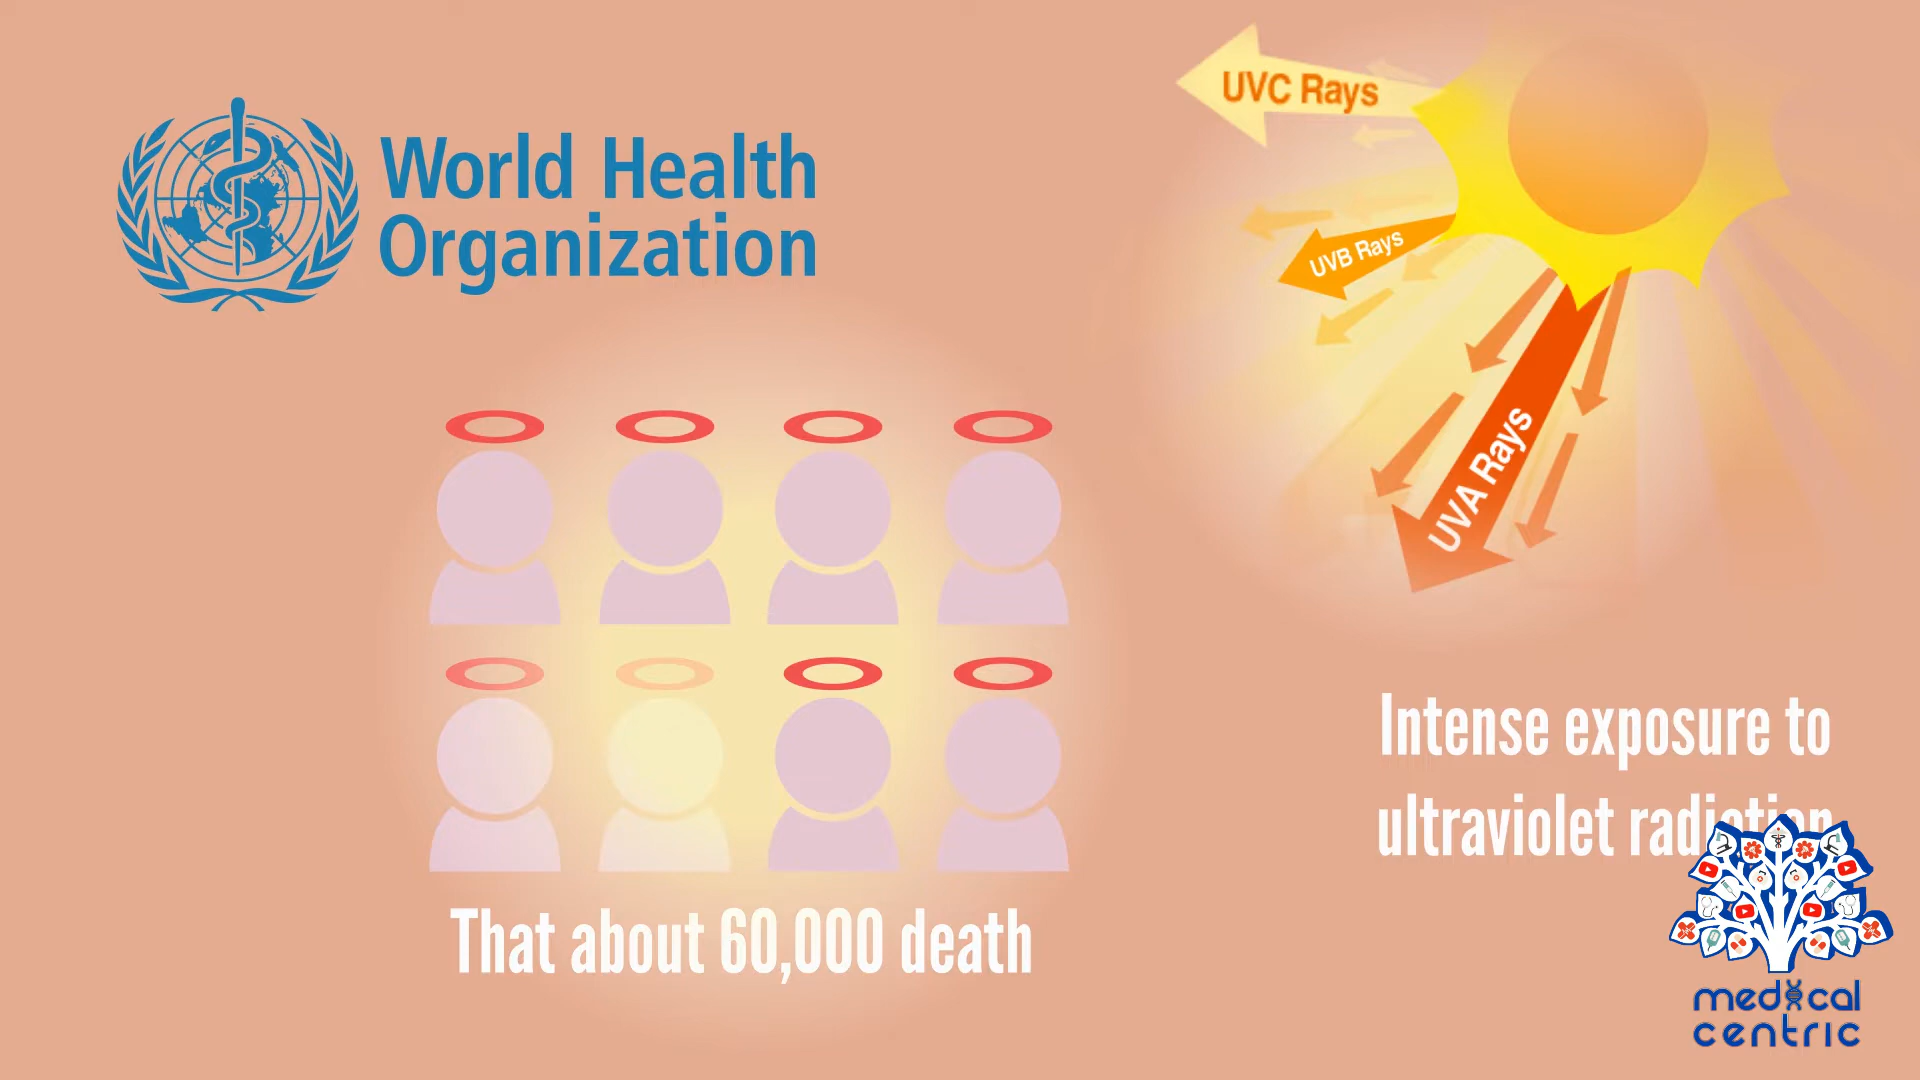 World Health
Organization
UVC Rays
UVB Rays
UVA Rays
Intense exposure to
ultraviolet
That about 60,000 death
medical
centric